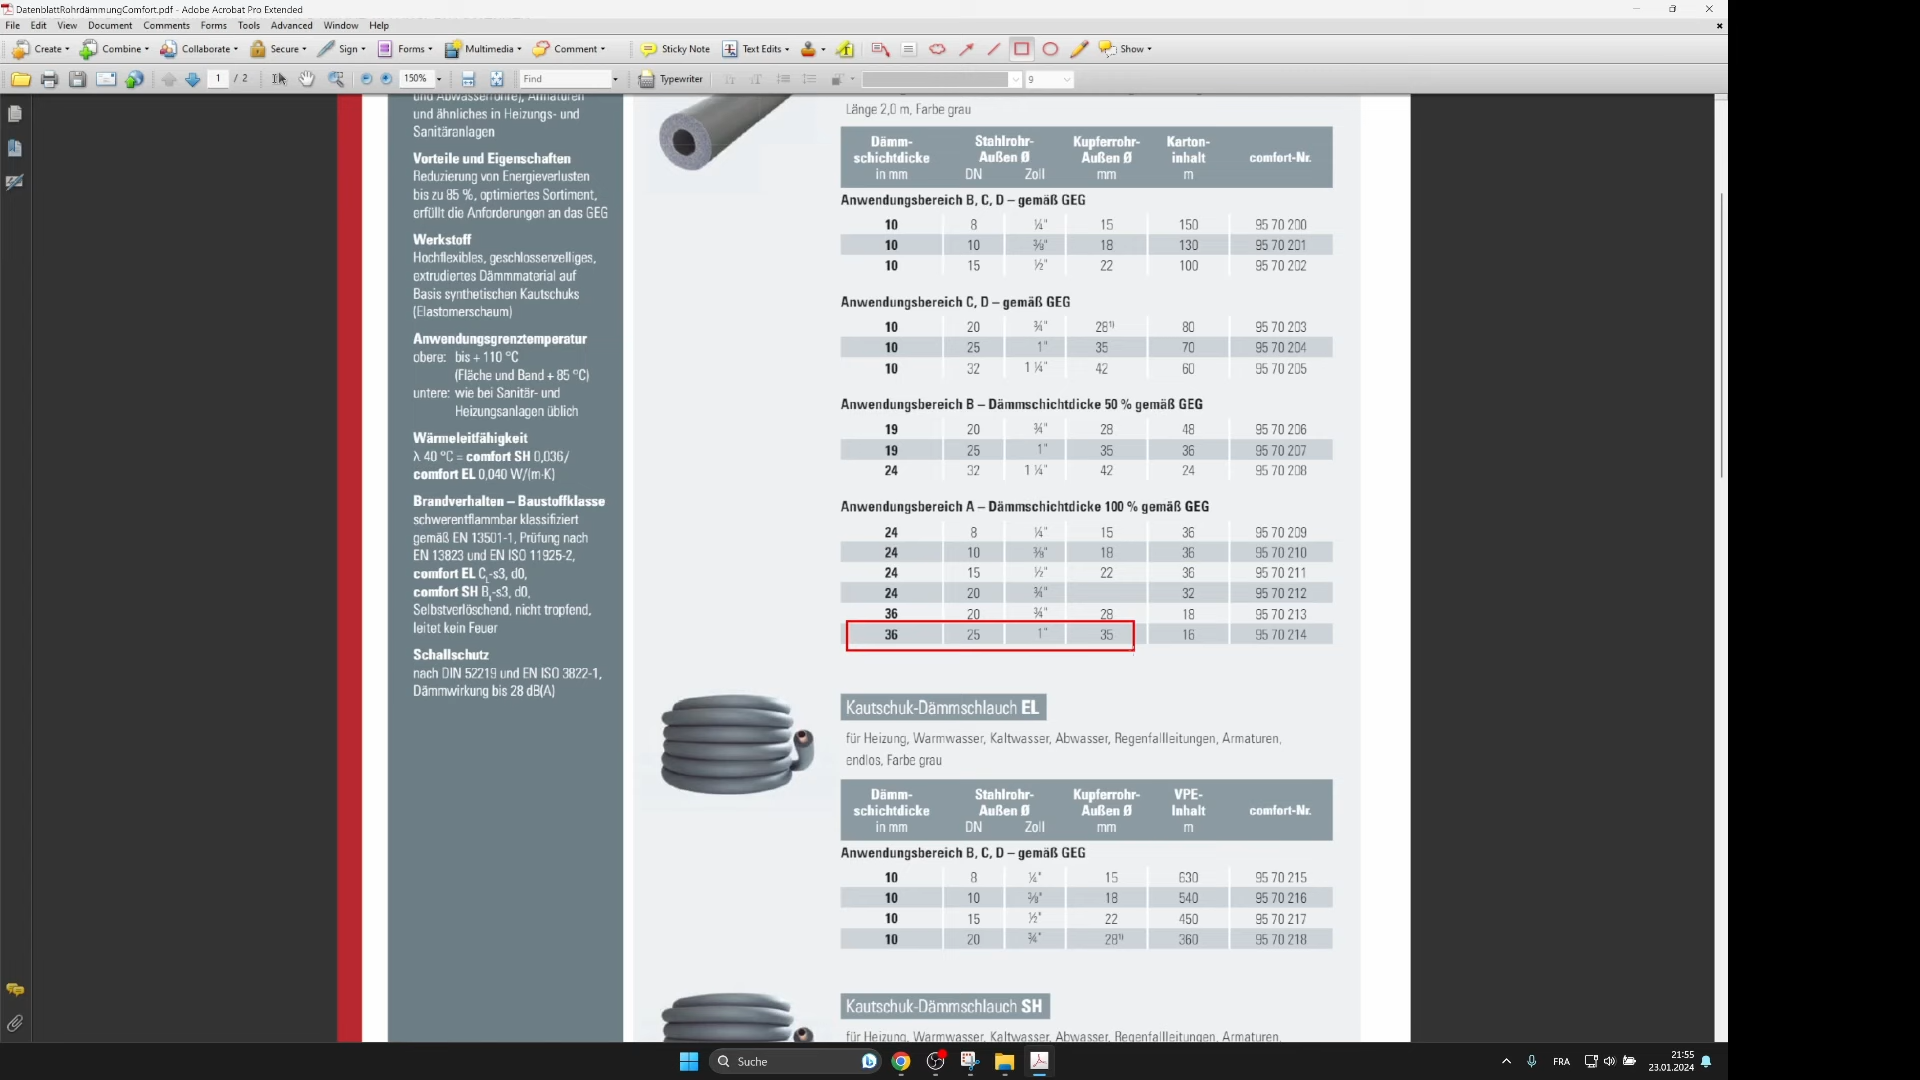 DatenblattRohrdämmungComfort.pdf - Adobe Acrobat Pro Extended
File Edit View Document Comments Forms Tools Advanced Window Help
Create Combine Collaborate Secure Sign Forms Multimedia Comment Sticky Note Text Edits Show
1 / 2 150% Find Typewriter 9
und Abwasserrohre), Armaturen
und ähnliches in Heizungs- und
Sanitäranlagen
Vorteile und Eigenschaften
Reduzierung von Energieverlusten
bis zu 85 %, optimiertes Sortiment,
erfüllt die Anforderungen an das GEG
Werkstoff
Hochflexibles, geschlossenzelliges,
extrudiertes Dämmmaterial auf
Basis synthetischen Kautschuks
(Elastomerschaum)
Anwendungsgrenztemperatur
obere: bis + 110 °C
(Fläche und Band + 85 °C)
untere: wie bei Sanitär- und
Heizungsanlagen üblich
Wärmeleitfähigkeit
λ 40 °C = comfort SH 0,036/
comfort EL 0,040 W/(m·K)
Brandverhalten – Baustoffklasse
schwerentflammbar klassifiziert
gemäß EN 13501-1, Prüfung nach
EN 13823 und EN ISO 11925-2,
comfort EL CL-s3, d0,
comfort SH BL-s3, d0,
Selbstverlöschend, nicht tropfend,
leitet kein Feuer
Schallschutz
nach DIN 52219 und EN ISO 3822-1,
Dämmwirkung bis 28 dB(A)
Länge 2,0 m, Farbe grau
Dämm- Stahlrohr- Kupferrohr- Karton-
schichtdicke Außen Ø Außen Ø inhalt comfort-Nr.
in mm DN Zoll mm m
Anwendungsbereich B, C, D – gemäß GEG
10 8 ¼" 15 150 95 70 200
10 10 ⅜" 18 130 95 70 201
10 15 ½" 22 100 95 70 202
Anwendungsbereich C, D – gemäß GEG
10 20 ¾" 28¹⁾ 80 95 70 203
10 25 1" 35 70 95 70 204
10 32 1 ¼" 42 60 95 70 205
Anwendungsbereich B – Dämmschichtdicke 50 % gemäß GEG
19 20 ¾" 28 48 95 70 206
19 25 1" 35 36 95 70 207
24 32 1 ¼" 42 24 95 70 208
Anwendungsbereich A – Dämmschichtdicke 100 % gemäß GEG
24 8 ¼" 15 36 95 70 209
24 10 ⅜" 18 36 95 70 210
24 15 ½" 22 36 95 70 211
24 20 ¾" 32 95 70 212
36 20 ¾" 28 18 95 70 213
36 25 1" 35 16 95 70 214
Kautschuk-Dämmschlauch EL
für Heizung, Warmwasser, Kaltwasser, Abwasser, Regenfallleitungen, Armaturen,
endlos, Farbe grau
Dämm- Stahlrohr- Kupferrohr- VPE-
schichtdicke Außen Ø Außen Ø Inhalt comfort-Nr.
in mm DN Zoll mm m
Anwendungsbereich B, C, D – gemäß GEG
10 8 ¼" 15 630 95 70 215
10 10 ⅜" 18 540 95 70 216
10 15 ½" 22 450 95 70 217
10 20 ¾" 28¹⁾ 360 95 70 218
Kautschuk-Dämmschlauch SH
für Heizung, Warmwasser, Kaltwasser, Abwasser, Regenfallleitungen, Armaturen,
Suche
FRA
21:55
23.01.2024